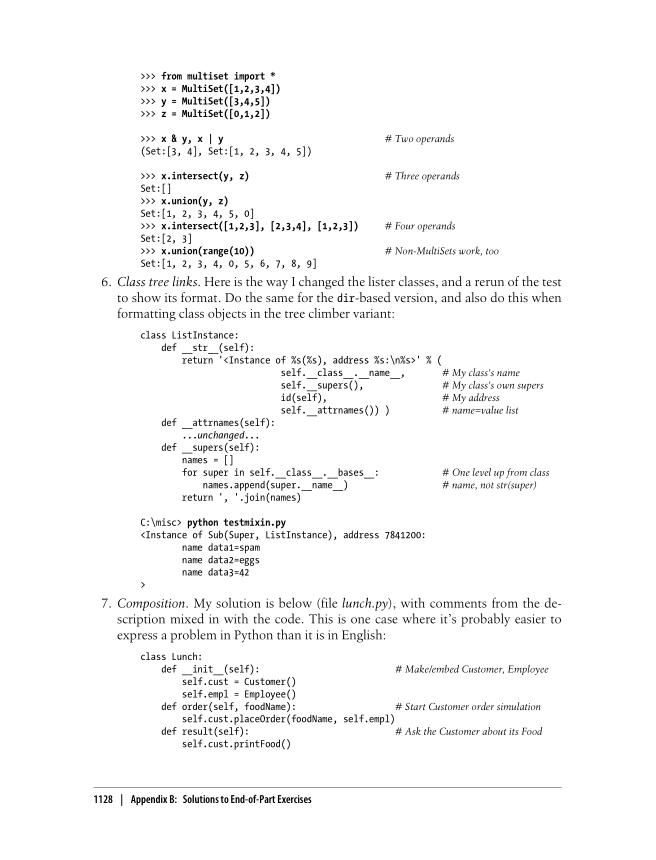 >>> from multiset import *
>>> x = MultiSet([1,2,3,4])
>>> y = MultiSet([3,4,5])
>>> z = MultiSet([0,1,2])
>>> x & y, x | y # Two operands
(Set:[3, 4], Set:[1, 2, 3, 4, 5])
>>> x.intersect(y, z) # Three operands
Set:[]
>>> x.union(y, z)
Set:[1, 2, 3, 4, 5, 0]
>>> x.intersect([1,2,3], [2,3,4], [1,2,3]) # Four operands
Set:[2, 3]
>>> x.union(range(10)) # Non-MultiSets work, too
Set:[1, 2, 3, 4, 0, 5, 6, 7, 8, 9]
6. Class tree links. Here is the way I changed the lister classes, and a rerun of the test
to show its format. Do the same for the dir-based version, and also do this when
formatting class objects in the tree climber variant:
class ListInstance:
def __str__(self):
return '<Instance of %s(%s), address %s:\n%s>' % (
self.__class__.__name__, # My class's name
self.__supers(), # My class's own supers
id(self), # My address
self.__attrnames()) ) # name=value list
def __attrnames(self):
...unchanged...
def __supers(self):
names = []
for super in self.__class__.__bases__: # One level up from class
names.append(super.__name__) # name, not str(super)
return ', '.join(names)
C:\misc> python testmixin.py
<Instance of Sub(Super, ListInstance), address 7841200:
name data1=spam
name data2=eggs
name data3=42
>
7. Composition. My solution is below (file lunch.py), with comments from the de-
scription mixed in with the code. This is one case where it's probably easier to
express a problem in Python than it is in English:
class Lunch:
def __init__(self): # Make/embed Customer, Employee
self.cust = Customer()
self.empl = Employee()
def order(self, foodName): # Start Customer order simulation
self.cust.placeOrder(foodName, self.empl)
def result(self): # Ask the Customer about its Food
self.cust.printFood()
1128 | Appendix B: Solutions to End-of-Part Exercises